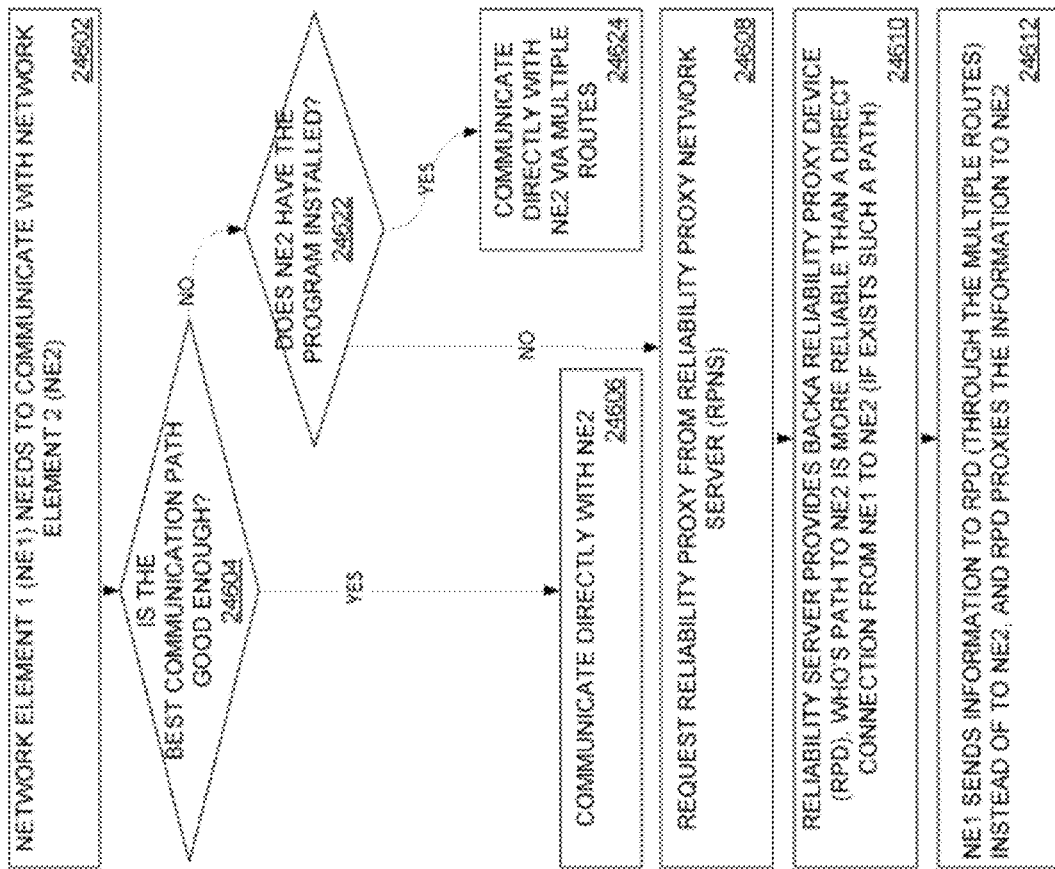 NETWORK ELEMENT 1 (NE1) NEEDS TO COMMUNICATE WITH NETWORK
ELEMENT 2 (NE2)
24602
IS THE
BEST COMMUNICATION PATH
GOOD ENOUGH?
24604
NO
DOES NE2 HAVE THE
PROGRAM INSTALLED?
24622
YES
COMMUNICATE
DIRECTLY WITH
NE2 VIA MULTIPLE
ROUTES
24624
YES
NO
COMMUNICATE DIRECTLY WITH NE2
24606
REQUEST RELIABILITY PROXY FROM RELIABILITY PROXY NETWORK
SERVER (RPNS)
24608
RELIABILITY SERVER PROVIDES BACKA RELIABILITY PROXY DEVICE
(RPD), WHO'S PATH TO NE2 IS MORE RELIABLE THAN A DIRECT
CONNECTION FROM NE1 TO NE2 (IF EXISTS SUCH A PATH)
24610
NE1 SENDS INFORMATION TO RPD (THROUGH THE MULTIPLE ROUTES)
INSTEAD OF TO NE2, AND RPD PROXIES THE INFORMATION TO NE2
24612